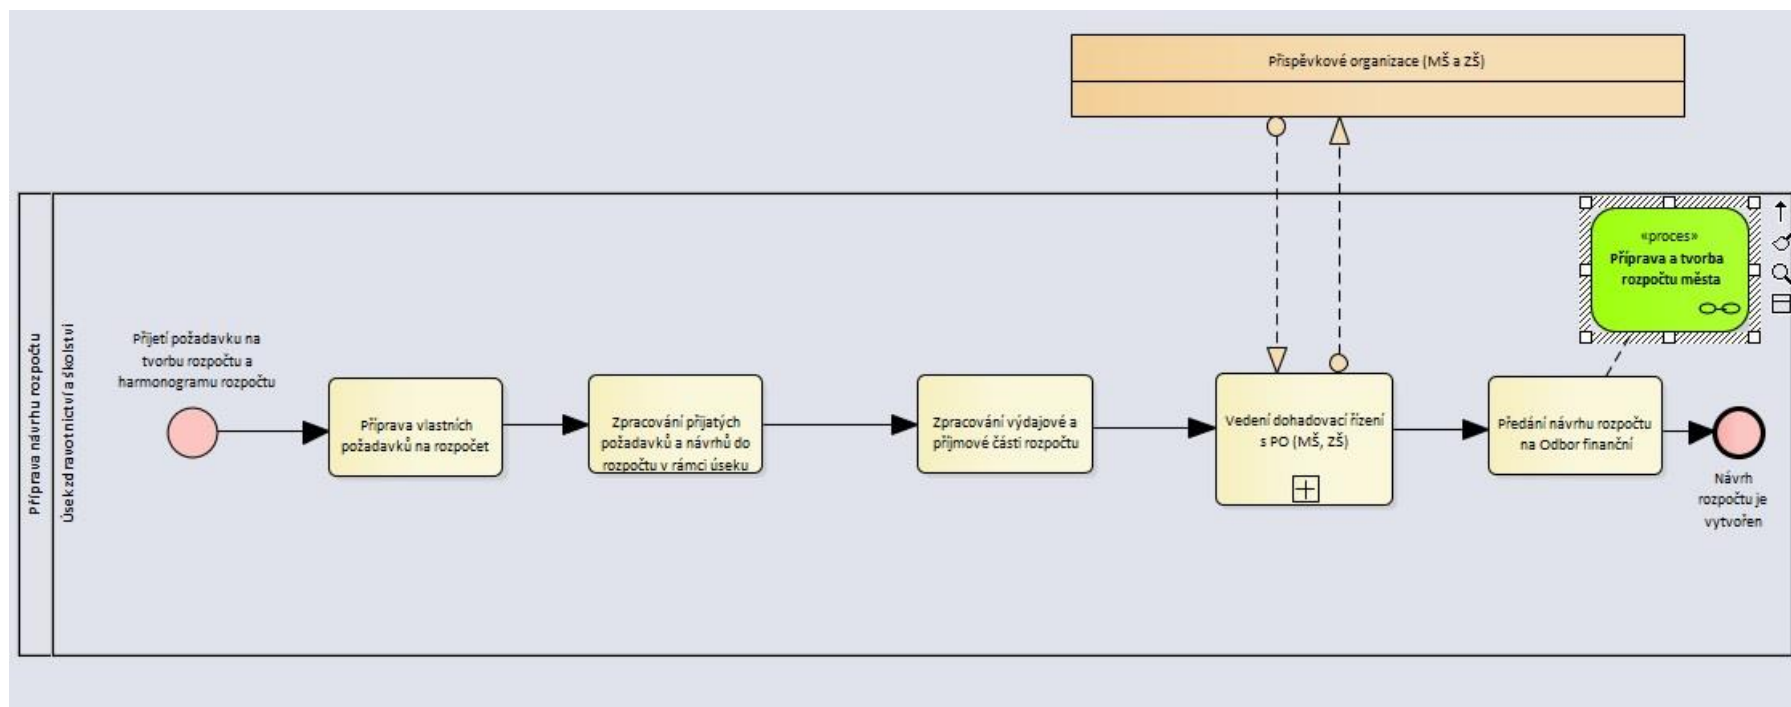 Příspěvkové organizace (MŠ a ZŠ)
«proces»
Příprava a tvorba
rozpočtu města
Příprava návrhu rozpočtu
Úsek zdravotnictví a školství
Přijetí požadavku na
tvorbu rozpočtu a
harmonogramu rozpočtu
Příprava vlastních
požadavků na rozpočet
Zpracování přijatých
požadavků a návrhů do
rozpočtu v rámci úseku
Zpracování výdajové a
příjmové části rozpočtu
Vedení dohadovací řízení
s PO (MŠ, ZŠ)
Předání návrhu rozpočtu
na Odbor finanční
Návrh
rozpočtu je
vytvořen